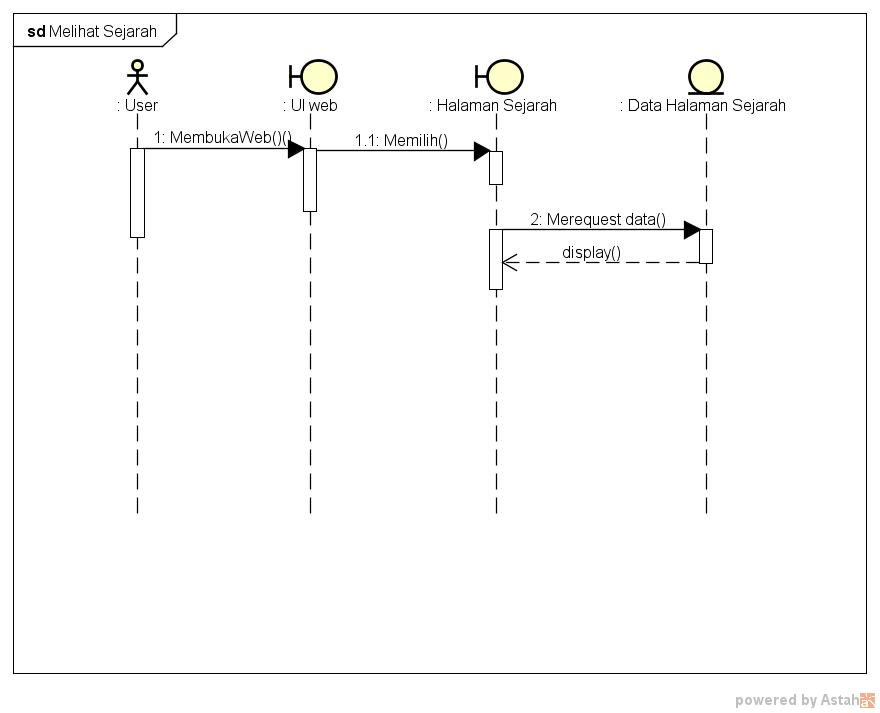 sd Melihat Sejarah
: User
: UI web
: Halaman Sejarah
: Data Halaman Sejarah
1: MembukaWeb()()
1.1: Memilih()
2: Merequest data()
display()
powered by Astah